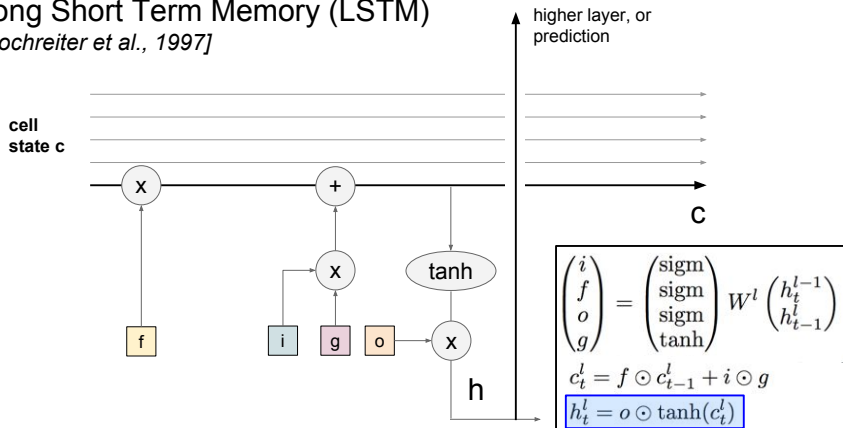 ong Short Term Memory (LSTM)
ochreiter et al., 1997]
higher layer, or
prediction
cell
state c
x
+
c
x
tanh
f
i
g
o
x
h
(i f o g) = (sigm sigm sigm tanh) W^l (h_t^{l-1} h_{t-1}^l)
c_t^l = f ⊙ c_{t-1}^l + i ⊙ g
h_t^l = o ⊙ tanh(c_t^l)